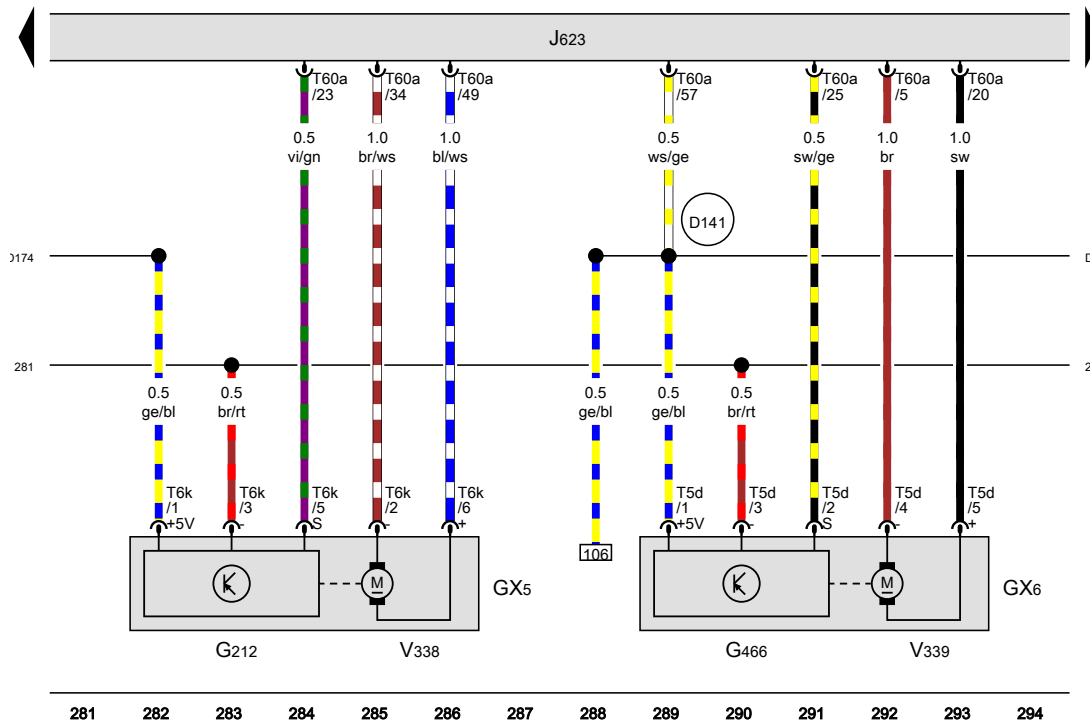 J623
T60a T60a T60a T60a T60a T60a T60a
/23 /34 /49 /57 /25 /5 /20
0.5 1.0 1.0 0.5 0.5 1.0 1.0
vi/gn br/ws bl/ws ws/ge sw/ge br sw
D141
174 D
281 2
0.5 0.5 0.5 0.5 0.5
ge/bl br/rt ge/bl ge/bl br/rt
T6k T6k T6k T6k T6k T5d T5d T5d T5d T5d
/1 /3 /5 /2 /6 /1 /3 /2 /4 /5
+5V - S - + +5V - S - +
106
M M
GX5 GX6
G212 V338 G466 V339
281 282 283 284 285 286 287 288 289 290 291 292 293 294